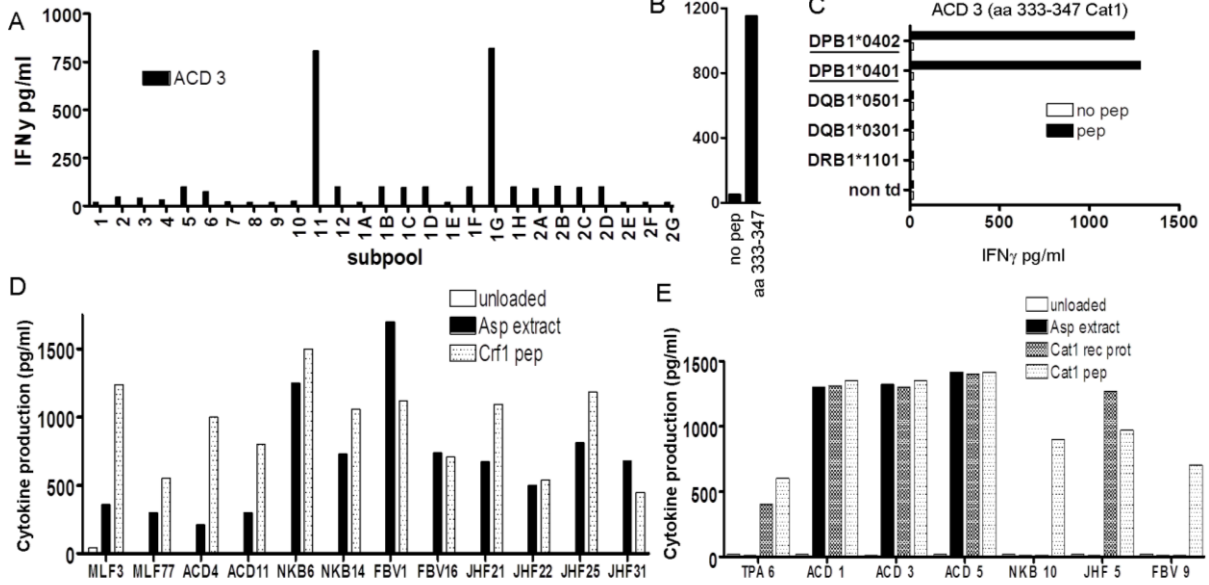 A
1000
750
500
250
0
IFNγ pg/ml
ACD 3
1 2 3 4 5 6 7 8 9 10 11 12 1A 1B 1C 1D 1E 1F 1G 1H 2A 2B 2C 2D 2E 2F 2G
subpool
B
1200
800
400
0
no pep
aa 333-347
C
ACD 3 (aa 333-347 Cat1)
DPB1*0402
DPB1*0401
DQB1*0501
DQB1*0301
DRB1*1101
non td
no pep
pep
0 500 1000 1500
IFNγ pg/ml
D
Cytokine production (pg/ml)
1500
1000
500
0
unloaded
Asp extract
Crf1 pep
MLF3 MLF77 ACD4 ACD11 NKB6 NKB14 FBV1 FBV16 JHF21 JHF22 JHF25 JHF31
E
Cytokine production (pg/ml)
1500
1000
500
0
unloaded
Asp extract
Cat1 rec prot
Cat1 pep
TPA 6 ACD 1 ACD 3 ACD 5 NKB 10 JHF 5 FBV 9